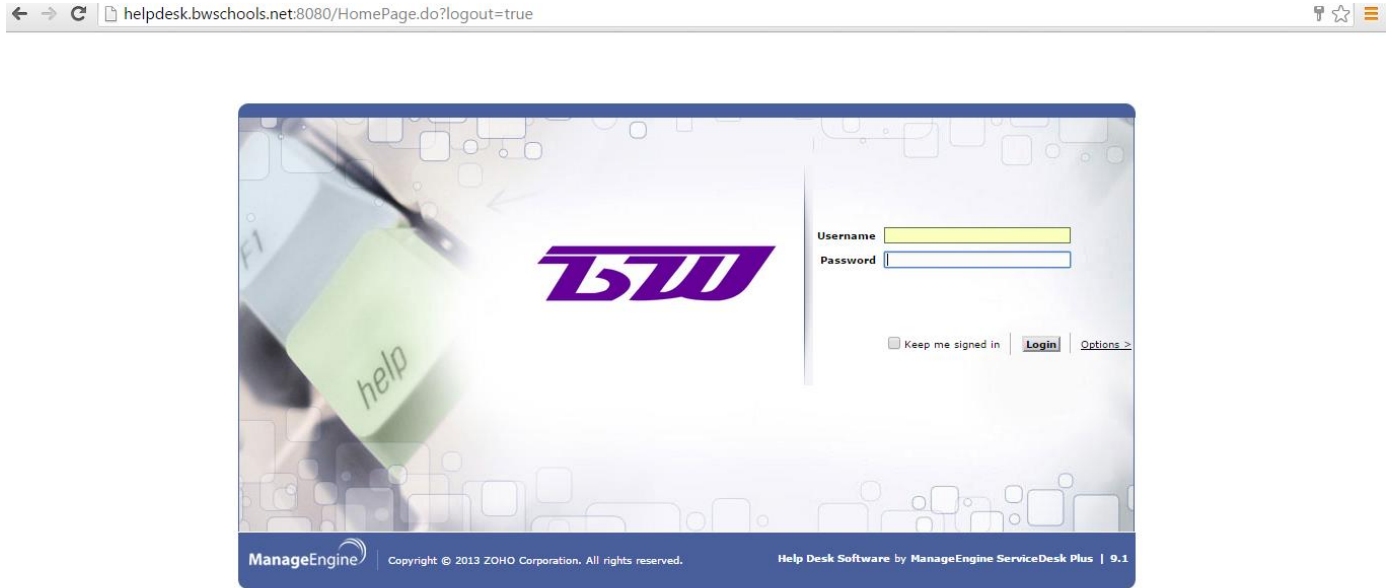 helpdesk.bwschools.net:8080/HomePage.do?logout=true
F1
help
BW
Username
Password
Keep me signed in Login Options >
ManageEngine Copyright © 2013 ZOHO Corporation. All rights reserved. Help Desk Software by ManageEngine ServiceDesk Plus | 9.1